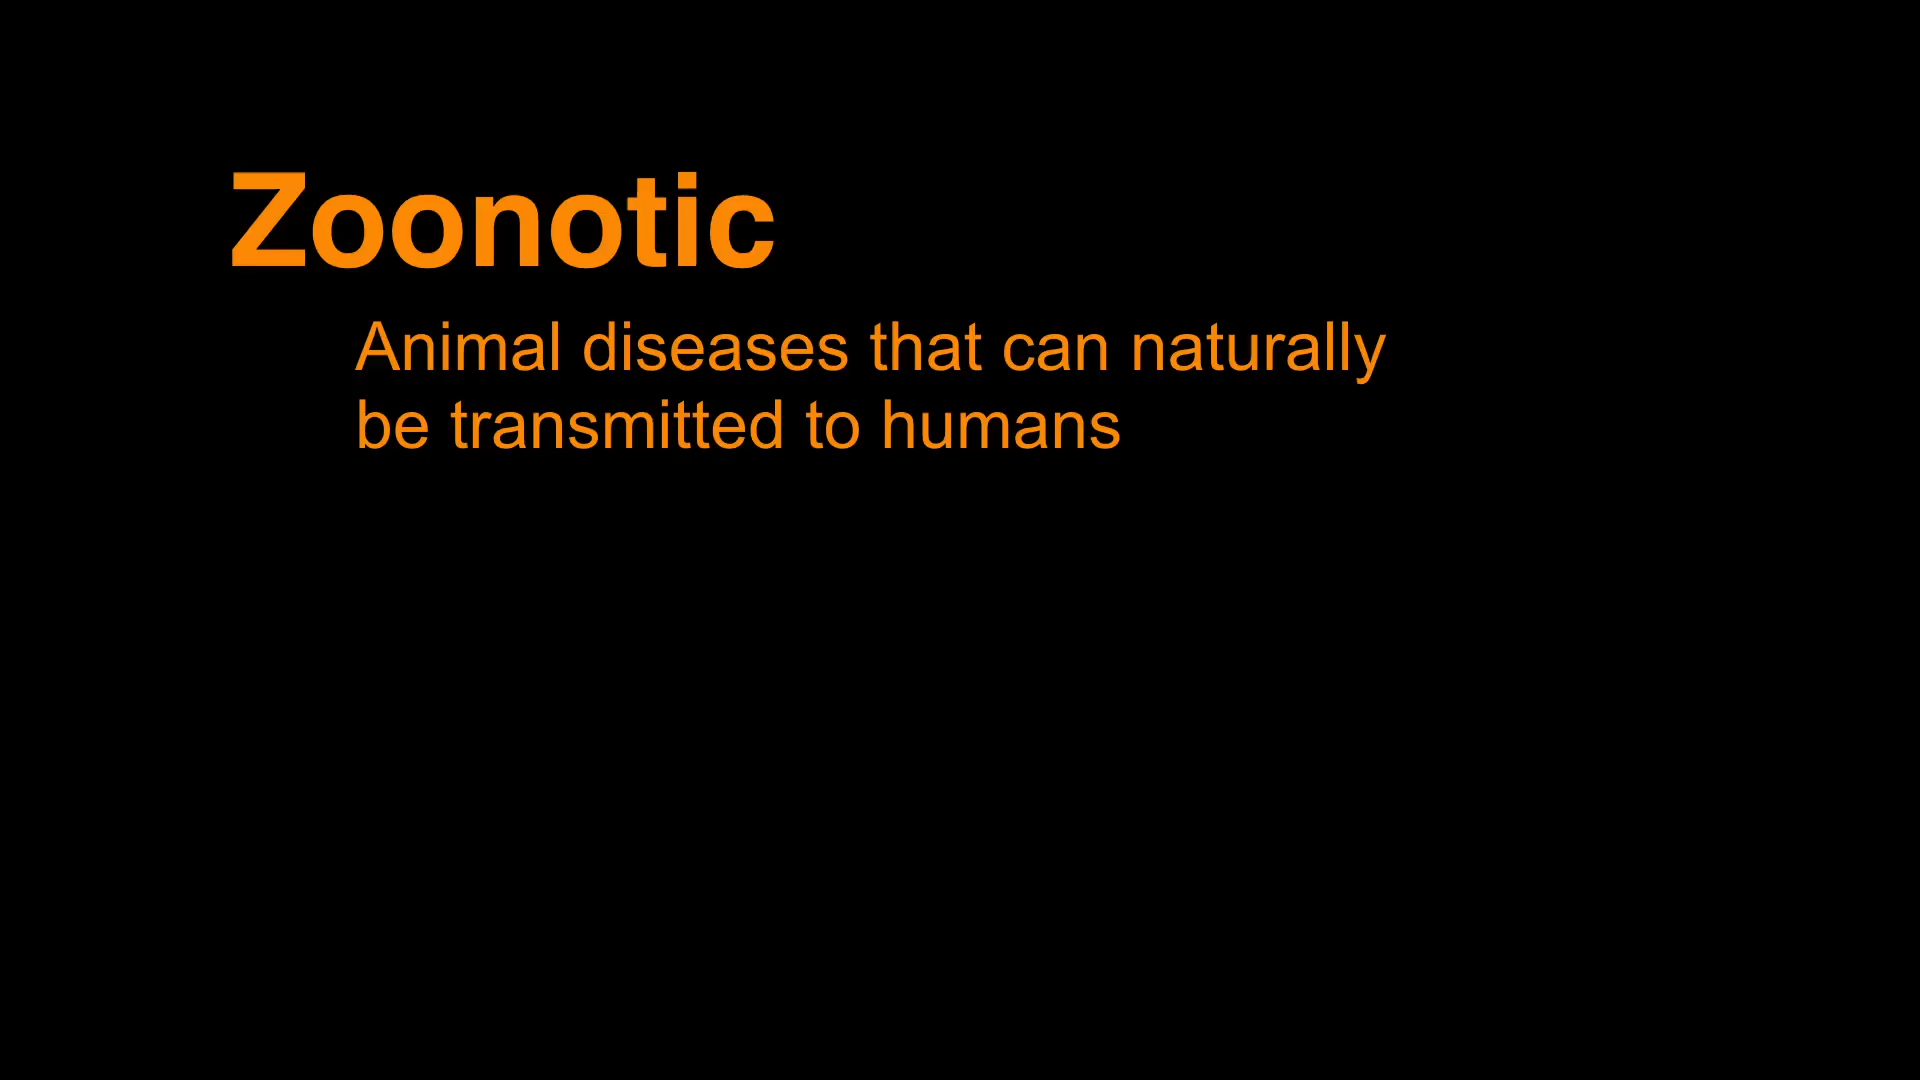 Zoonotic
Animal diseases that can naturally
be transmitted to humans